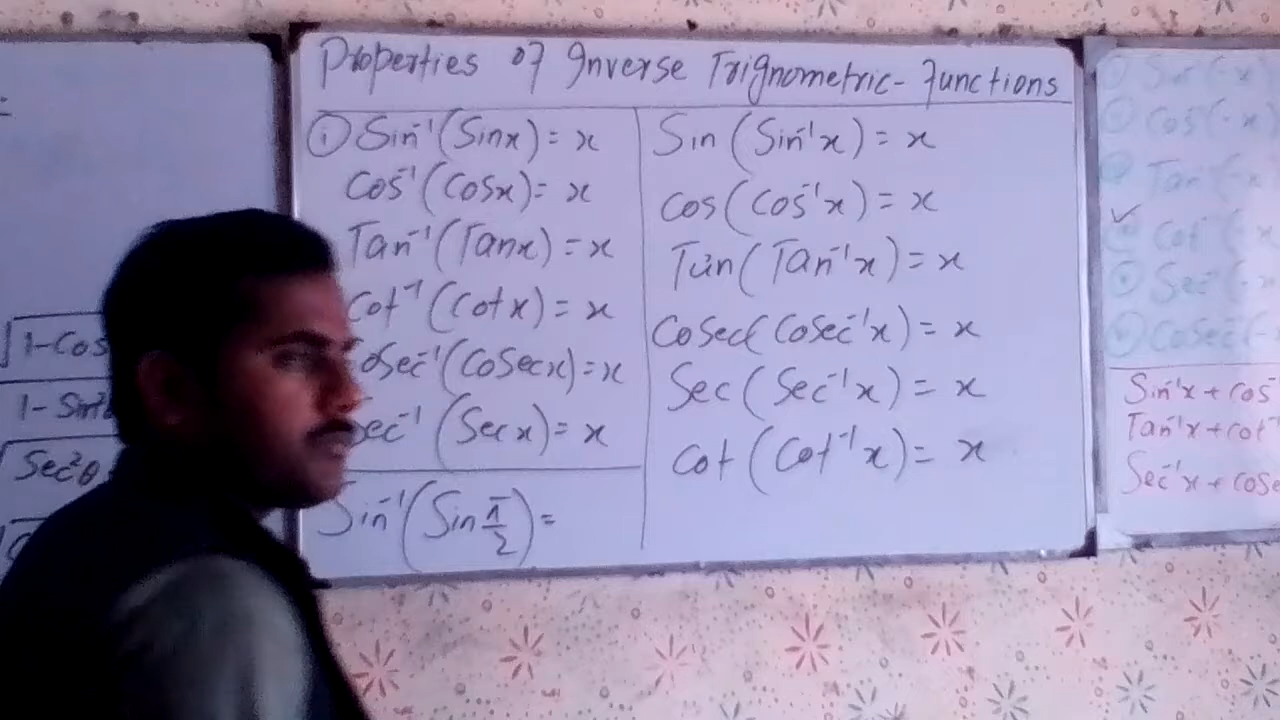 Properties of Inverse Trignometric-Functions
① Sin⁻¹(Sinx) = x
Cos⁻¹(Cosx) = x
Tan⁻¹(Tanx) = x
Cot⁻¹(Cotx) = x
Cosec⁻¹(Cosecx) = x
Sec⁻¹(Secx) = x
Sin⁻¹(Sin π/2) =
Sin(Sin⁻¹x) = x
Cos(Cos⁻¹x) = x
Tan(Tan⁻¹x) = x
Cosec(Cosec⁻¹x) = x
Sec(Sec⁻¹x) = x
Cot(Cot⁻¹x) = x
√1-Cos
1-Sin²
√Sec²θ
Sin⁻¹x + Cos⁻
Tan⁻¹x + Cot⁻
Sec⁻¹x + Cose